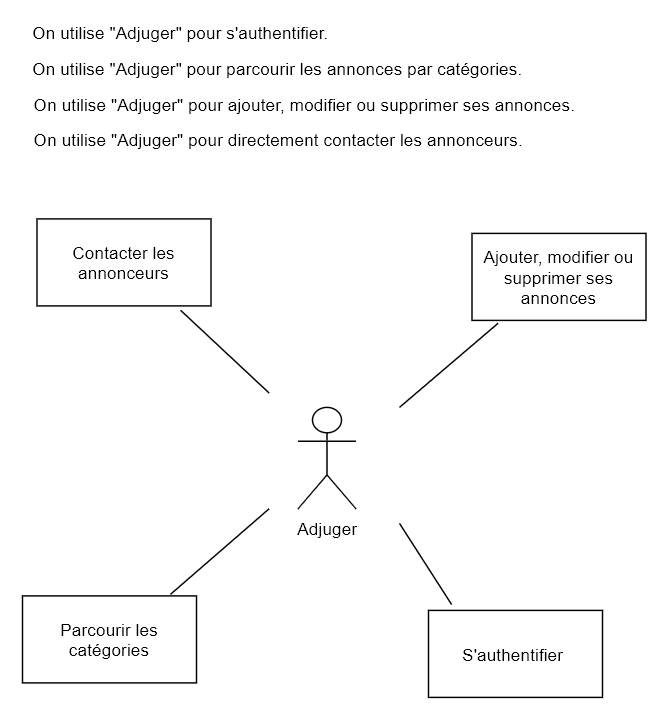 On utilise "Adjuger" pour s'authentifier.
On utilise "Adjuger" pour parcourir les annonces par catégories.
On utilise "Adjuger" pour ajouter, modifier ou supprimer ses annonces.
On utilise "Adjuger" pour directement contacter les annonceurs.
Contacter les
annonceurs
Ajouter, modifier ou
supprimer ses
annonces
Adjuger
Parcourir les
catégories
S'authentifier